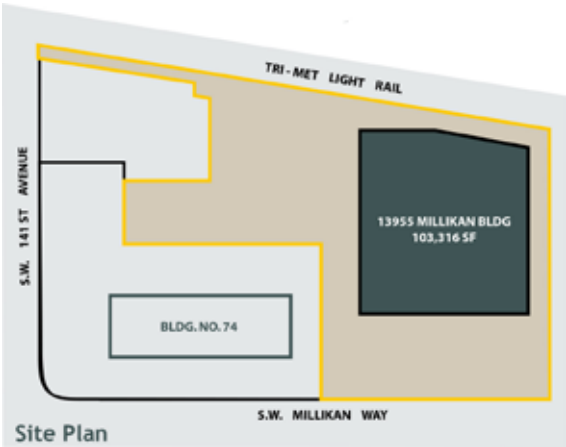 TRI-MET LIGHT RAIL
S.W. 141 ST AVENUE
13955 MILLIKAN BLDG
103,316 SF
BLDG. NO. 74
S.W. MILLIKAN WAY
Site Plan